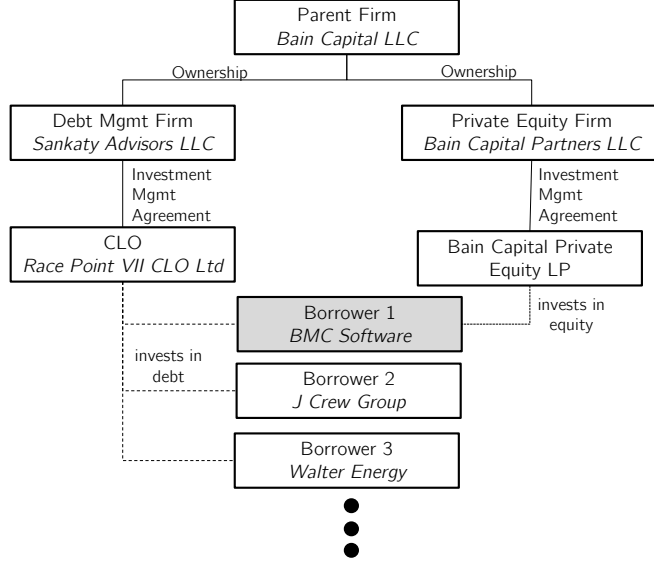 Parent Firm
Bain Capital LLC
Ownership
Ownership
Debt Mgmt Firm
Sankaty Advisors LLC
Private Equity Firm
Bain Capital Partners LLC
Investment
Mgmt
Agreement
Investment
Mgmt
Agreement
CLO
Race Point VII CLO Ltd
Bain Capital Private
Equity LP
Borrower 1
BMC Software
invests in
equity
invests in
debt
Borrower 2
J Crew Group
Borrower 3
Walter Energy